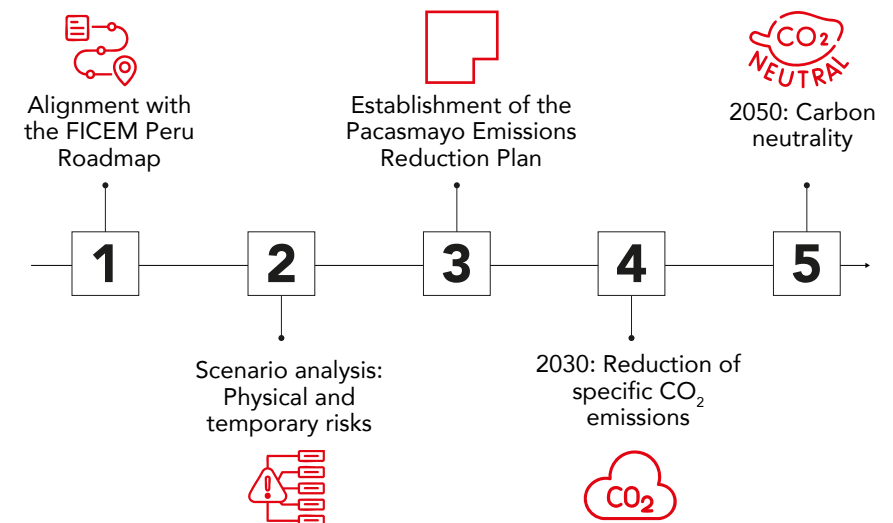 Alignment with
the FICEM Peru
Roadmap
Establishment of the
Pacasmayo Emissions
Reduction Plan
CO2
NEUTRAL
2050: Carbon
neutrality
1
2
3
4
5
Scenario analysis:
Physical and
temporary risks
2030: Reduction of
specific CO2
emissions
CO2